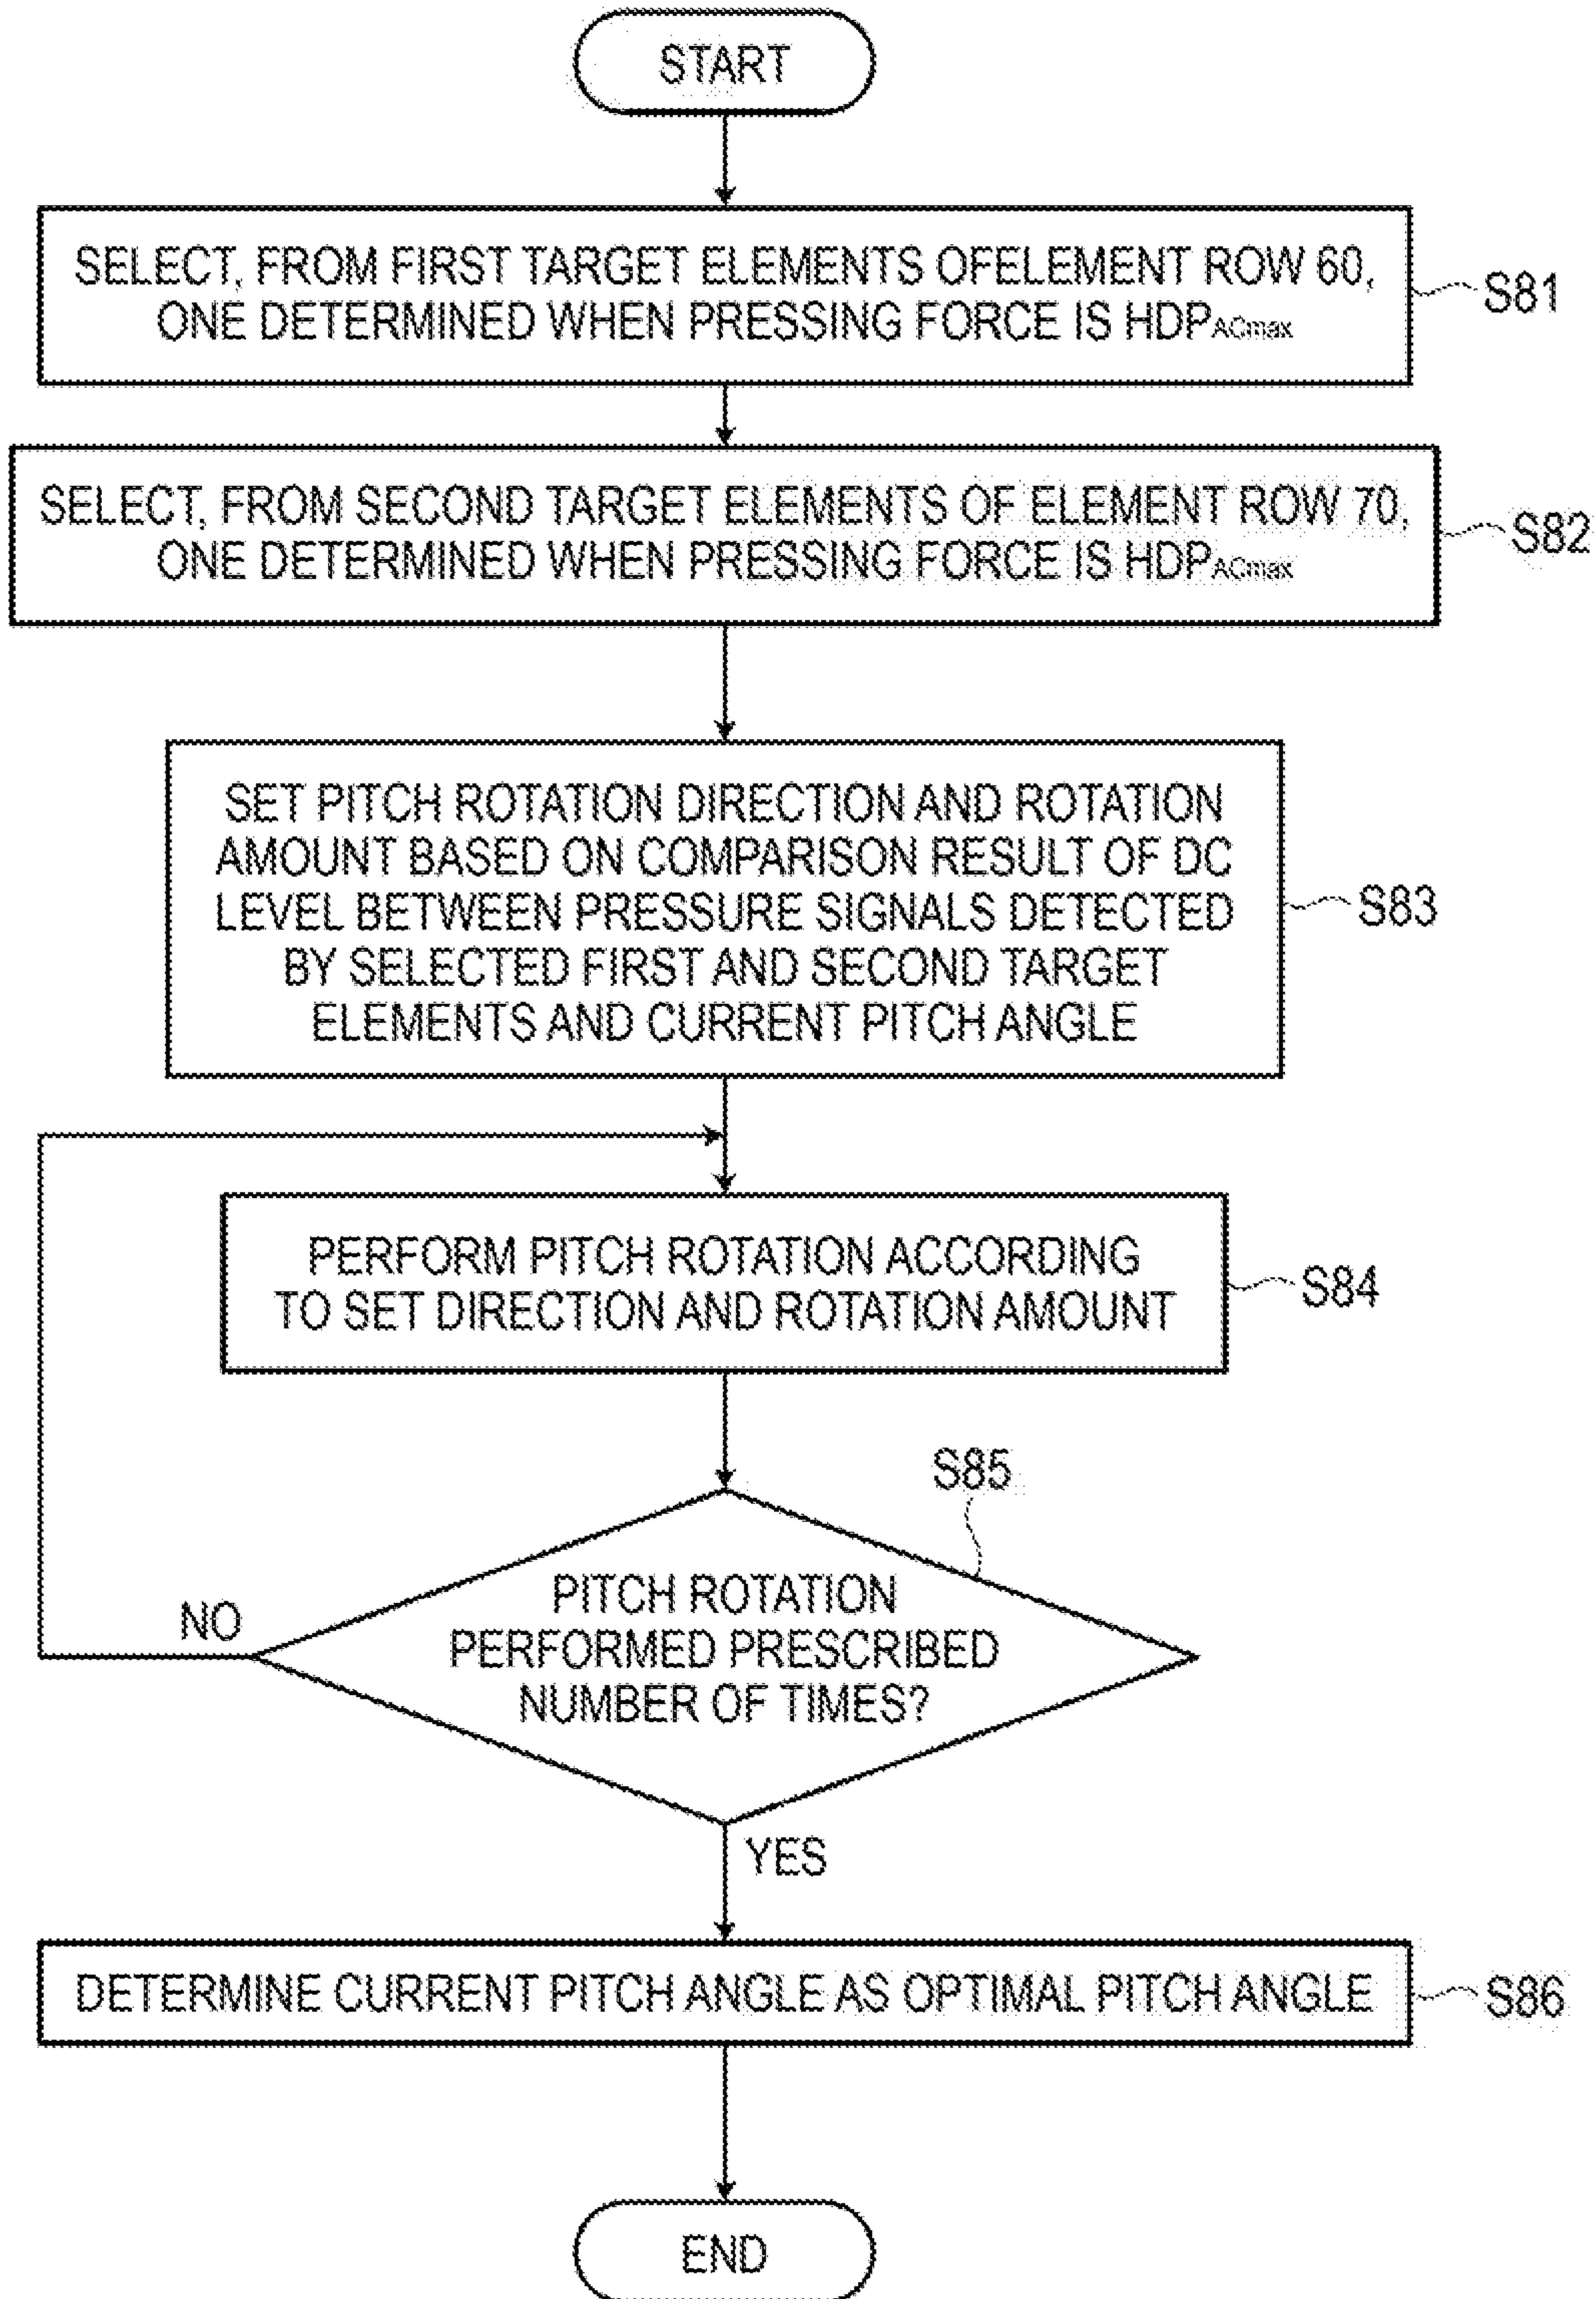 START
SELECT, FROM FIRST TARGET ELEMENTS OFELEMENT ROW 60,
ONE DETERMINED WHEN PRESSING FORCE IS HDPACmax
S81
SELECT, FROM SECOND TARGET ELEMENTS OF ELEMENT ROW 70,
ONE DETERMINED WHEN PRESSING FORCE IS HDPACmax
S82
SET PITCH ROTATION DIRECTION AND ROTATION
AMOUNT BASED ON COMPARISON RESULT OF DC
LEVEL BETWEEN PRESSURE SIGNALS DETECTED
BY SELECTED FIRST AND SECOND TARGET
ELEMENTS AND CURRENT PITCH ANGLE
S83
PERFORM PITCH ROTATION ACCORDING
TO SET DIRECTION AND ROTATION AMOUNT
S84
S85
PITCH ROTATION
PERFORMED PRESCRIBED
NUMBER OF TIMES?
NO
YES
DETERMINE CURRENT PITCH ANGLE AS OPTIMAL PITCH ANGLE
S86
END